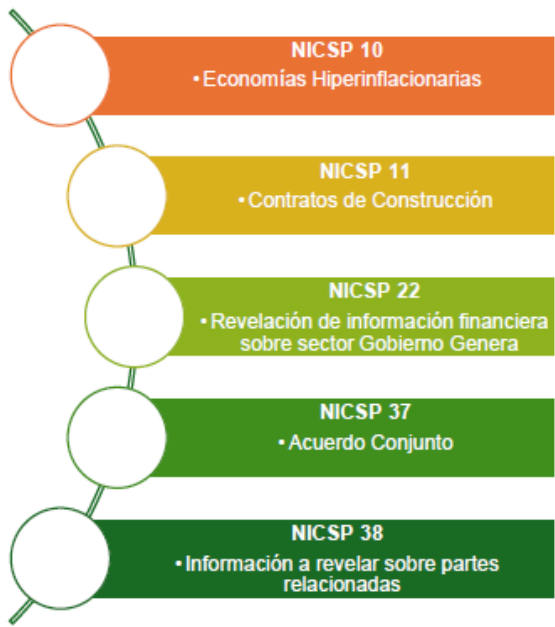 NICSP 10
• Economías Hiperinflacionarias
NICSP 11
• Contratos de Construcción
NICSP 22
• Revelación de información financiera
sobre sector Gobierno Genera
NICSP 37
• Acuerdo Conjunto
NICSP 38
• Información a revelar sobre partes
relacionadas